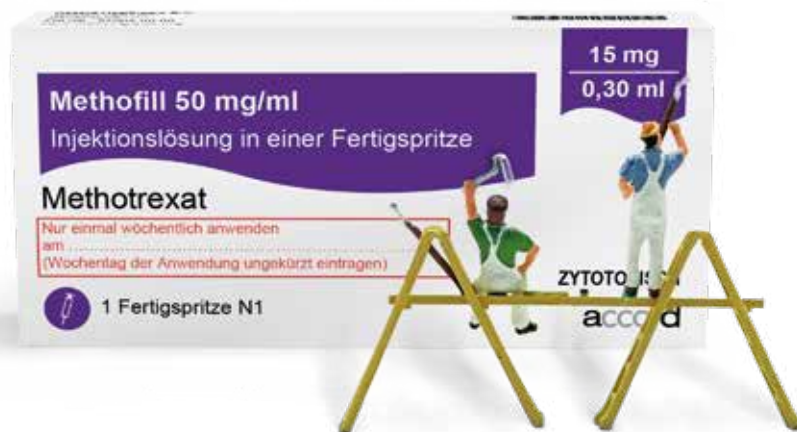 Methofill 50 mg/ml
Injektionslösung in einer Fertigspritze
15 mg
0,30 ml
Methotrexat
Nur einmal wöchentlich anwenden
am ....................
(Wochentag der Anwendung ungekürzt eintragen)
1 Fertigspritze N1
accord